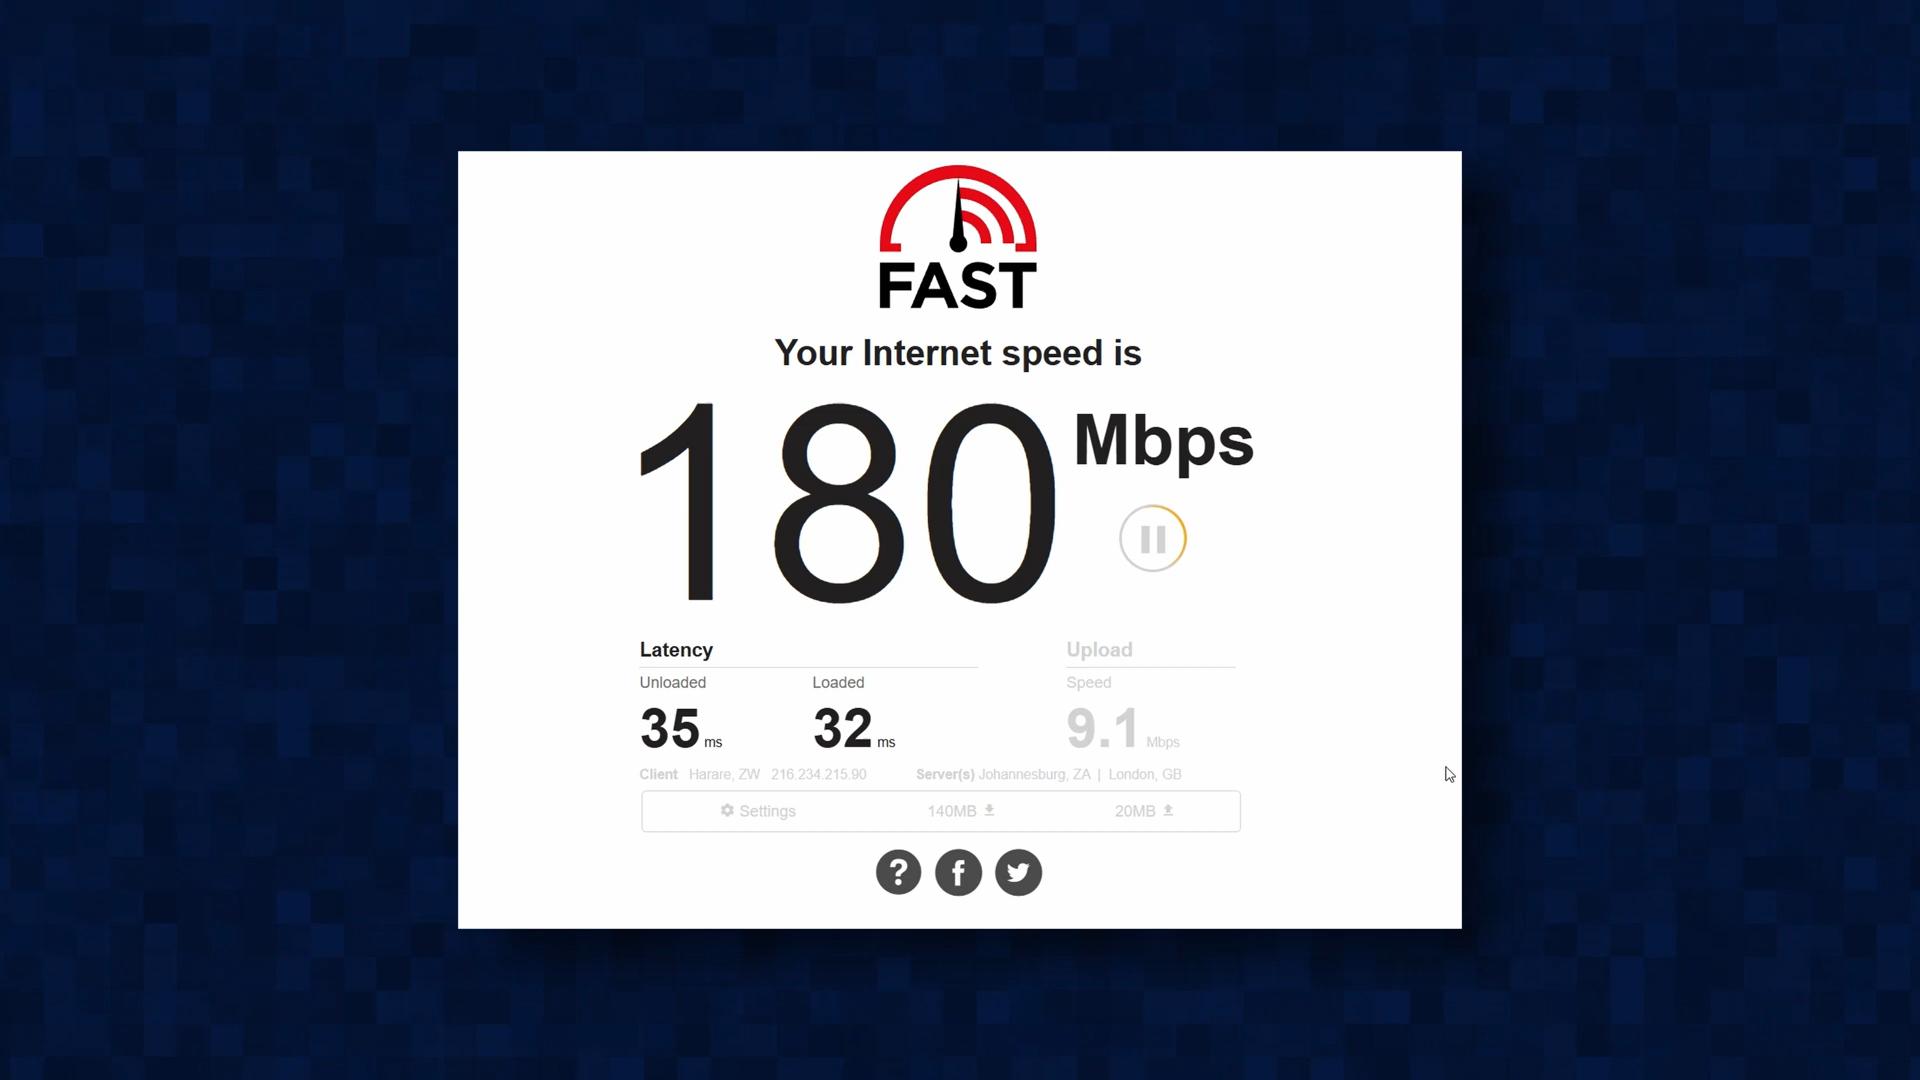 FAST
Your Internet speed is
180 Mbps
Latency
Upload
Unloaded
Loaded
Speed
35 ms
32 ms
9.1 Mbps
Client Harare, ZW 216.234.215.90
Server(s) Johannesburg, ZA | London, GB
Settings
140MB
20MB
?
f